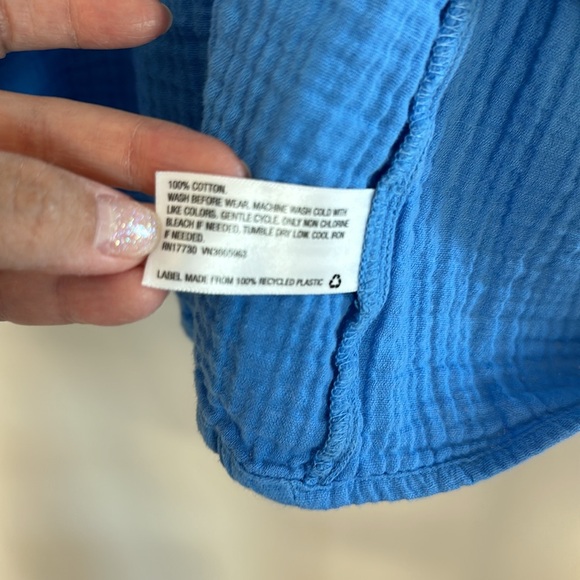 100% COTTON.
WASH BEFORE WEAR. MACHINE WASH COLD WITH
LIKE COLORS. GENTLE CYCLE. ONLY NON CHLORINE
BLEACH IF NEEDED. TUMBLE DRY LOW. COOL IRON
IF NEEDED.
RN17730
LABEL MADE FROM 100% RECYCLED PLASTIC